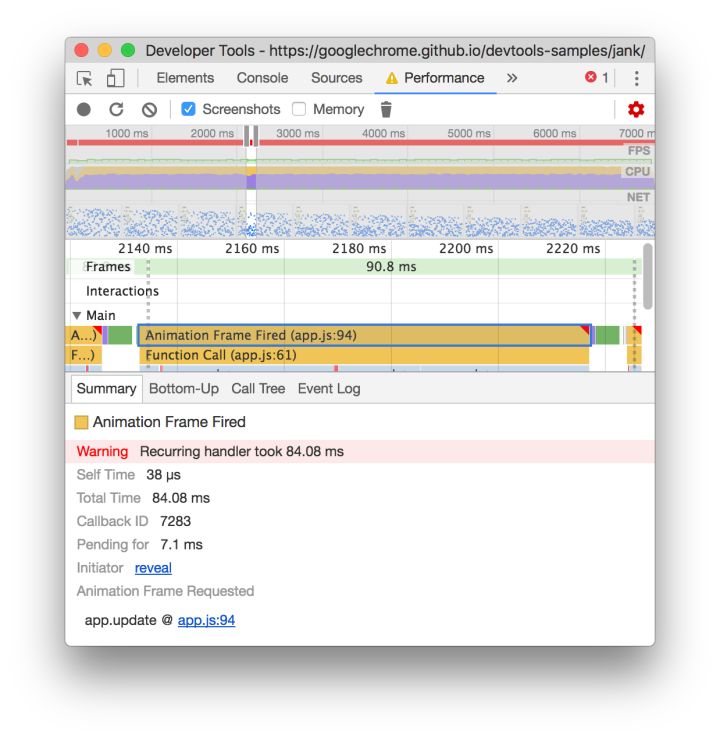 Developer Tools - https://googlechrome.github.io/devtools-samples/jank/
Elements Console Sources Performance » 1
Screenshots Memory
1000 ms 2000 ms 3000 ms 4000 ms 5000 ms 6000 ms 7000 m
FPS
CPU
NET
2140 ms 2160 ms 2180 ms 2200 ms 2220 ms
Frames 90.8 ms
Interactions
Main
A...) Animation Frame Fired (app.js:94)
F...) Function Call (app.js:61)
Summary Bottom-Up Call Tree Event Log
Animation Frame Fired
Warning Recurring handler took 84.08 ms
Self Time 38 μs
Total Time 84.08 ms
Callback ID 7283
Pending for 7.1 ms
Initiator reveal
Animation Frame Requested
app.update @ app.js:94